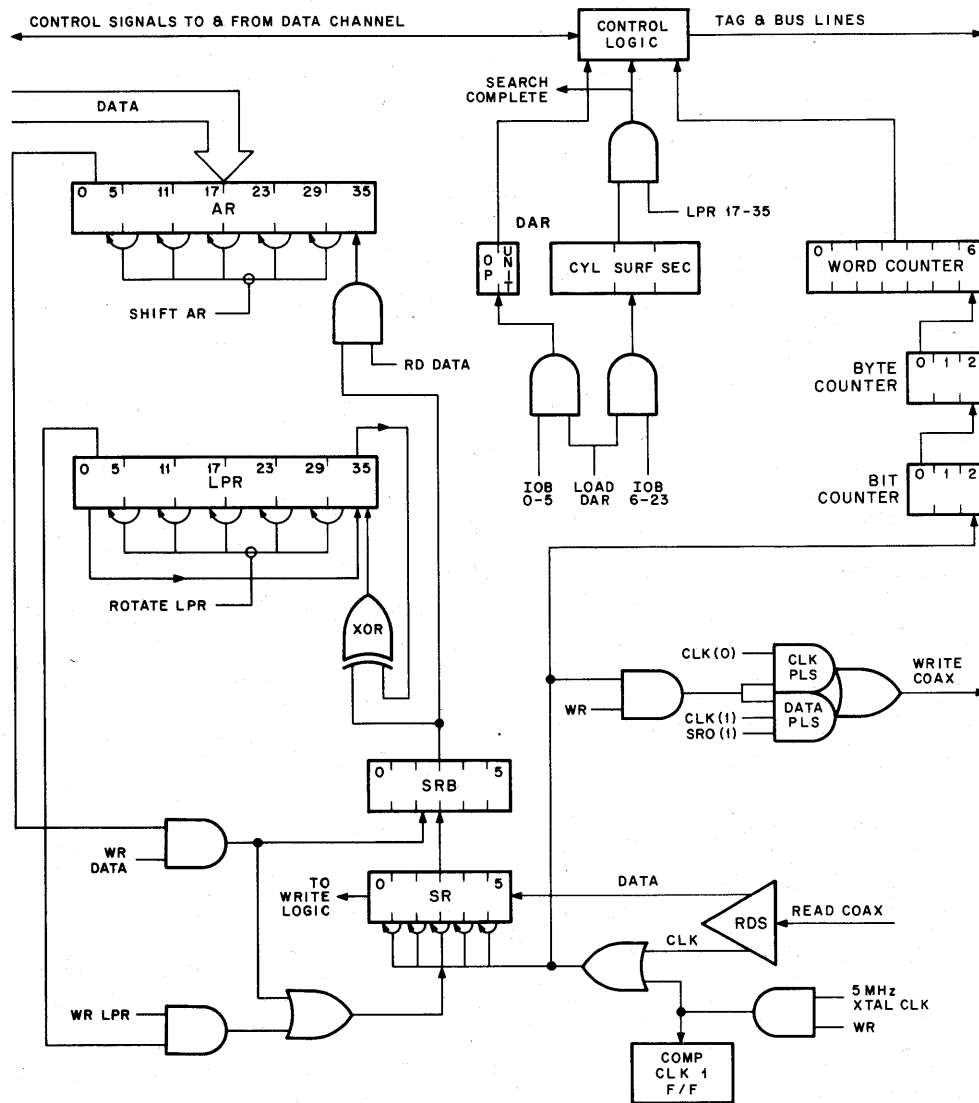 CONTROL SIGNALS TO & FROM DATA CHANNEL
CONTROL
LOGIC
TAG & BUS LINES
SEARCH
COMPLETE
DATA
0 5 11 17 23 29 35
AR
SHIFT AR
RD DATA
LPR 17-35
DAR
OP
UNIT
CYL SURF SEC
0 6
WORD COUNTER
BYTE
COUNTER
0 1 2
IOB
0-5
LOAD
DAR
IOB
6-23
BIT
COUNTER
0 1 2
0 5 11 17 23 29 35
LPR
ROTATE LPR
XOR
CLK(0)
CLK
PLS
WR
DATA
PLS
CLK(1)
SRO(1)
WRITE
COAX
0 5
SRB
WR
DATA
TO
WRITE
LOGIC
0 5
SR
DATA
RDS
READ COAX
CLK
WR LPR
5 MHz
XTAL CLK
WR
COMP
CLK 1
F/F